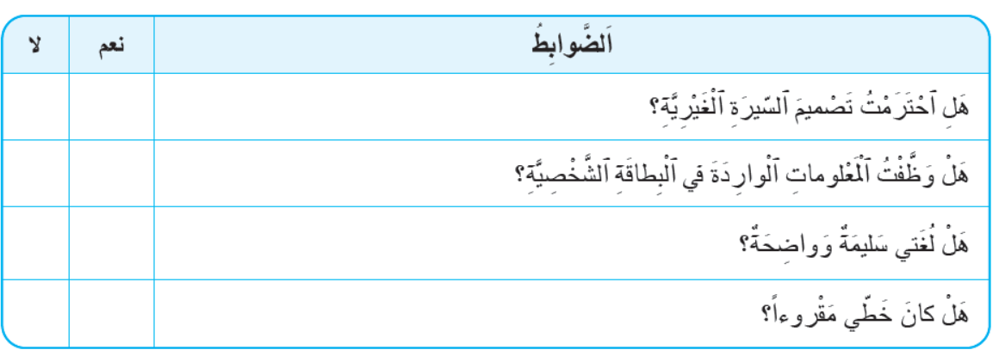 اَلضَّوابِطُ نعم لا
هَلِ ٱحْتَرَمْتُ تَصْميمَ ٱلسّيرَةِ ٱلْغَيْرِيَّةِ؟
هَلْ وَظَّفْتُ ٱلْمَعْلوماتِ ٱلْوارِدَةَ في ٱلْبِطاقَةِ ٱلشَّخْصِيَّةِ؟
هَلْ لُغَتي سَليمَةٌ وَواضِحَةٌ؟
هَلْ كانَ خَطّي مَقْروءاً؟